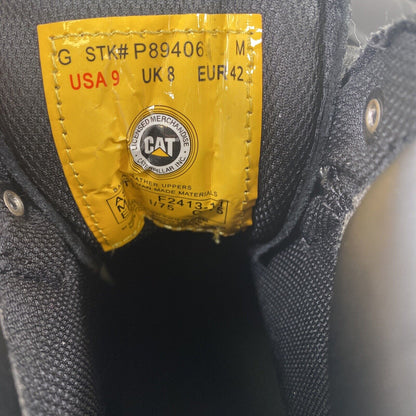 G STK# P89406 M
USA 9 UK 8 EUR 42
LICENSED MERCHANDISE
CAT
CATERPILLAR INC.
LEATHER UPPERS
MADE MATERIALS
F2413-11
/75 C